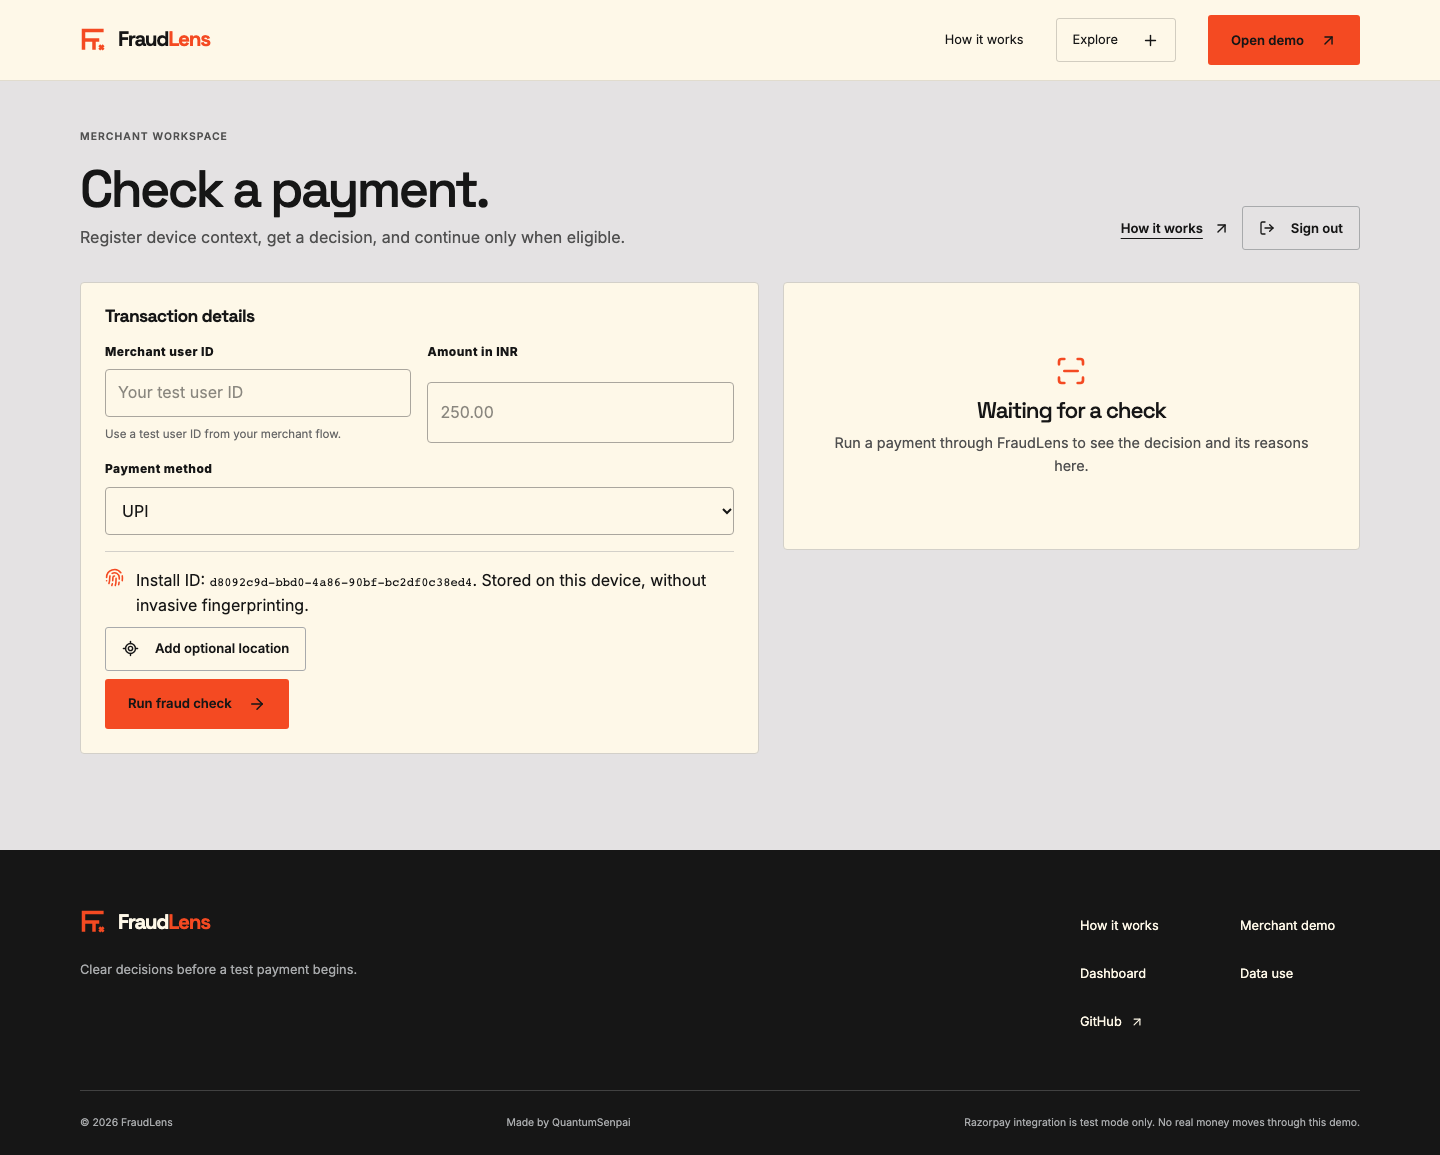 FraudLens
How it works
Explore
Open demo
MERCHANT WORKSPACE
Check a payment.
Register device context, get a decision, and continue only when eligible.
How it works
Sign out
Transaction details
Merchant user ID
Amount in INR
Your test user ID
250.00
Use a test user ID from your merchant flow.
Payment method
UPI
Install ID: d8092c9d-bbd0-4a86-90bf-bc2df0c38ed4. Stored on this device, without
invasive fingerprinting.
Add optional location
Run fraud check
Waiting for a check
Run a payment through FraudLens to see the decision and its reasons
here.
FraudLens
Clear decisions before a test payment begins.
How it works
Merchant demo
Dashboard
Data use
GitHub
© 2026 FraudLens
Made by QuantumSenpai
Razorpay integration is test mode only. No real money moves through this demo.